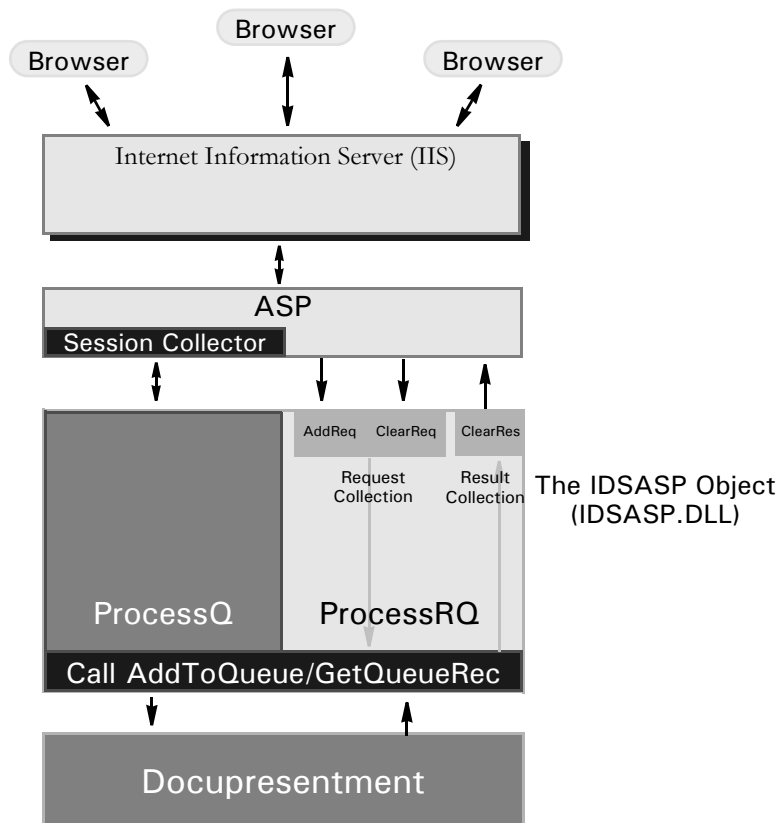 Browser
Browser
Browser
Internet Information Server (IIS)
ASP
Session Collector
AddReq
ClearReq
ClearRes
Request
Collection
Result
Collection
The IDSASP Object
(IDSASP.DLL)
ProcessQ
ProcessRQ
Call AddToQueue/GetQueueRec
Docupresentment